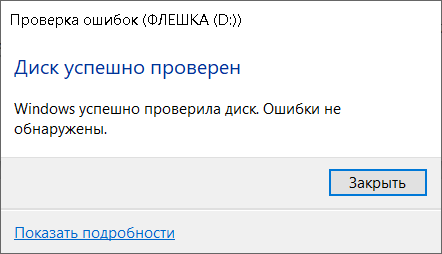 Проверка ошибок (ФЛЕШКА (D:))
Диск успешно проверен
Windows успешно проверила диск. Ошибки не
обнаружены.
Закрыть
Показать подробности